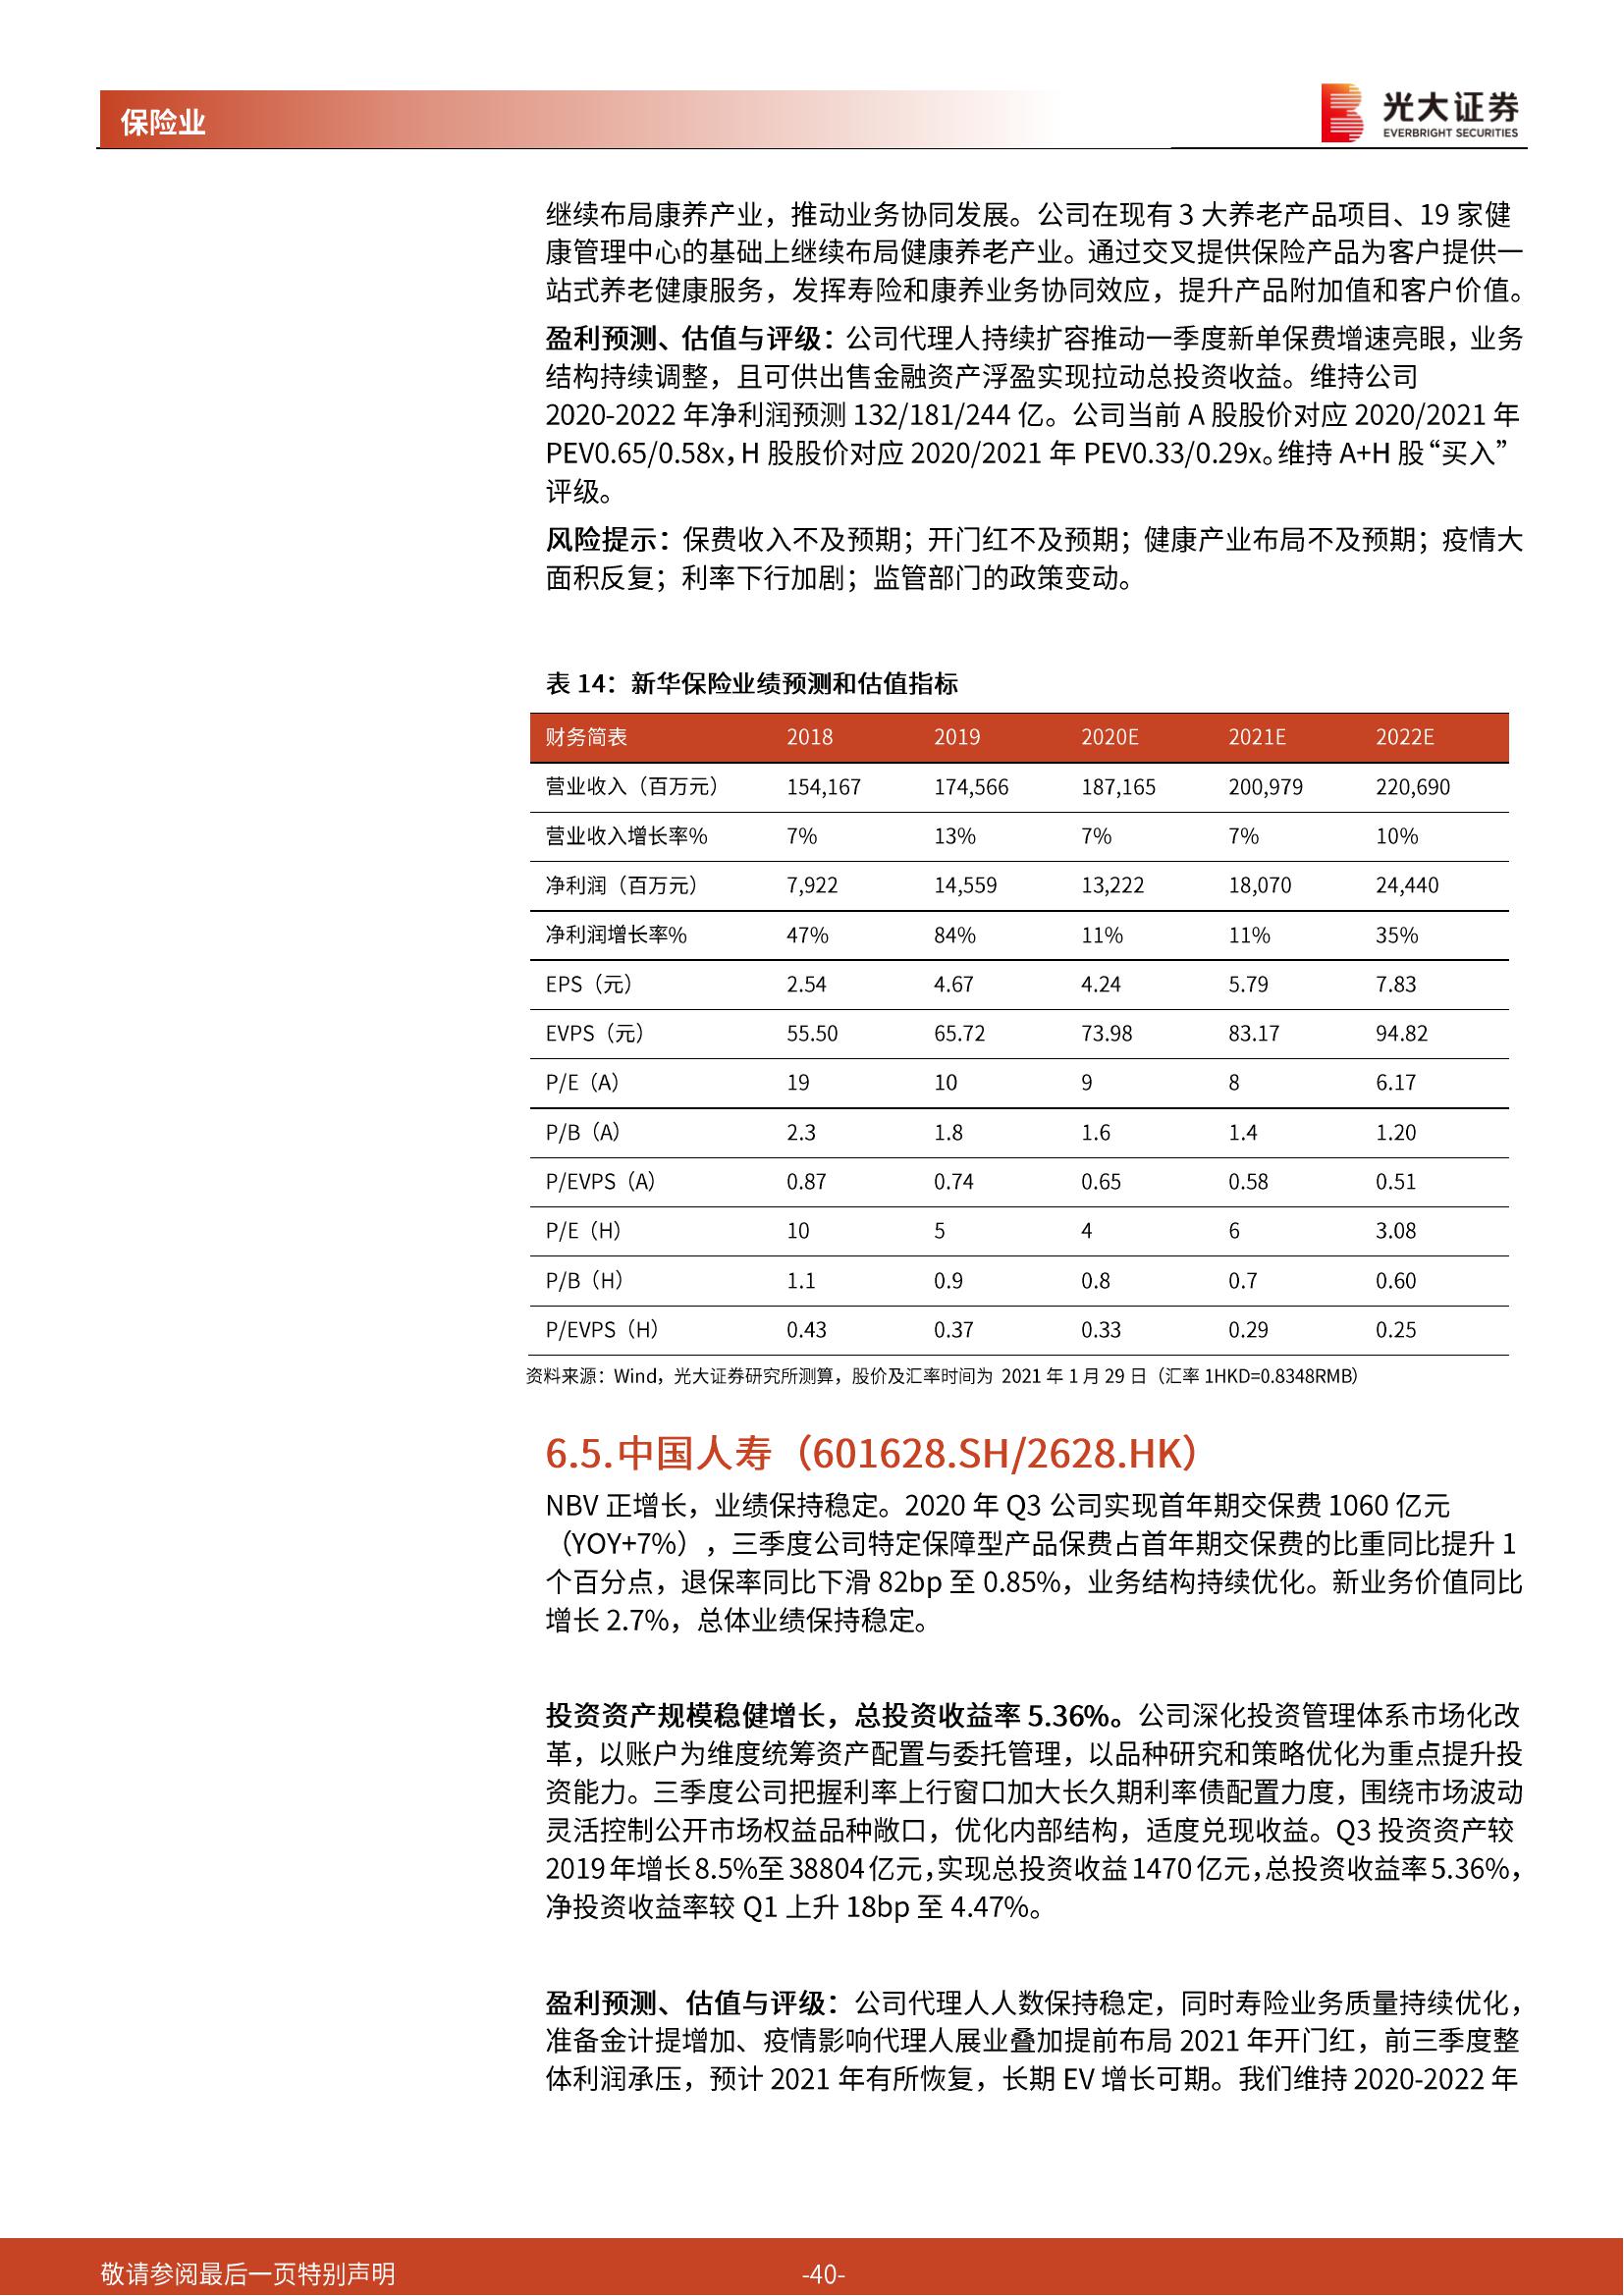 保险业
光大证券
EVERBRIGHT SECURITIES
继续布局康养产业，推动业务协同发展。公司在现有 3 大养老产品项目、19 家健
康管理中心的基础上继续布局健康养老产业。通过交叉提供保险产品为客户提供一
站式养老健康服务，发挥寿险和康养业务协同效应，提升产品附加值和客户价值。
盈利预测、估值与评级：公司代理人持续扩容推动一季度新单保费增速亮眼，业务
结构持续调整，且可供出售金融资产浮盈实现拉动总投资收益。维持公司
2020-2022 年净利润预测 132/181/244 亿。公司当前 A 股股价对应 2020/2021 年
PEV0.65/0.58x，H 股股价对应 2020/2021 年 PEV0.33/0.29x。维持 A+H 股“买入”
评级。
风险提示：保费收入不及预期；开门红不及预期；健康产业布局不及预期；疫情大
面积反复；利率下行加剧；监管部门的政策变动。
表 14：新华保险业绩预测和估值指标
财务简表 2018 2019 2020E 2021E 2022E
营业收入（百万元） 154,167 174,566 187,165 200,979 220,690
营业收入增长率% 7% 13% 7% 7% 10%
净利润（百万元） 7,922 14,559 13,222 18,070 24,440
净利润增长率% 47% 84% 11% 11% 35%
EPS（元） 2.54 4.67 4.24 5.79 7.83
EVPS（元） 55.50 65.72 73.98 83.17 94.82
P/E（A） 19 10 9 8 6.17
P/B（A） 2.3 1.8 1.6 1.4 1.20
P/EVPS（A） 0.87 0.74 0.65 0.58 0.51
P/E（H） 10 5 4 6 3.08
P/B（H） 1.1 0.9 0.8 0.7 0.60
P/EVPS（H） 0.43 0.37 0.33 0.29 0.25
资料来源：Wind，光大证券研究所测算，股价及汇率时间为 2021 年 1 月 29 日（汇率 1HKD=0.8348RMB）
6.5.中国人寿（601628.SH/2628.HK）
NBV 正增长，业绩保持稳定。2020 年 Q3 公司实现首年期交保费 1060 亿元
（YOY+7%），三季度公司特定保障型产品保费占首年期交保费的比重同比提升 1
个百分点，退保率同比下滑 82bp 至 0.85%，业务结构持续优化。新业务价值同比
增长 2.7%，总体业绩保持稳定。
投资资产规模稳健增长，总投资收益率 5.36%。公司深化投资管理体系市场化改
革，以账户为维度统筹资产配置与委托管理，以品种研究和策略优化为重点提升投
资能力。三季度公司把握利率上行窗口加大长久期利率债配置力度，围绕市场波动
灵活控制公开市场权益品种敞口，优化内部结构，适度兑现收益。Q3 投资资产较
2019 年增长 8.5%至 38804 亿元，实现总投资收益 1470 亿元，总投资收益率 5.36%，
净投资收益率较 Q1 上升 18bp 至 4.47%。
盈利预测、估值与评级：公司代理人人数保持稳定，同时寿险业务质量持续优化，
准备金计提增加、疫情影响代理人展业叠加提前布局 2021 年开门红，前三季度整
体利润承压，预计 2021 年有所恢复，长期 EV 增长可期。我们维持 2020-2022 年
敬请参阅最后一页特别声明
-40-